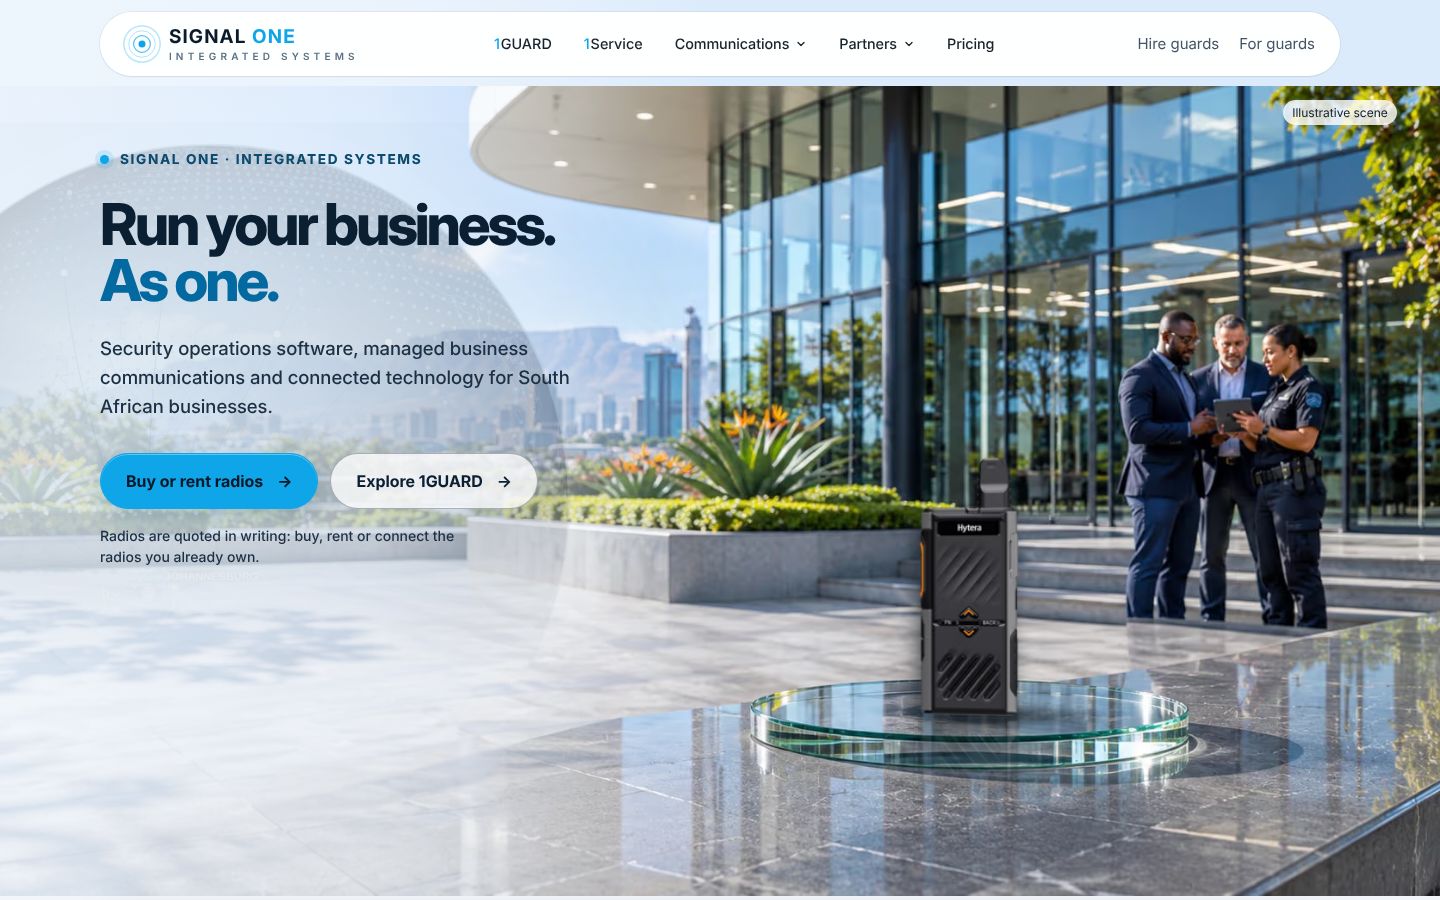 SIGNAL ONE
INTEGRATED SYSTEMS
1GUARD
1Service
Communications
Partners
Pricing
Hire guards
For guards
Illustrative scene
SIGNAL ONE · INTEGRATED SYSTEMS
Run your business.
As one.
Security operations software, managed business
communications and connected technology for South
African businesses.
Buy or rent radios →
Explore 1GUARD →
Radios are quoted in writing: buy, rent or connect the
radios you already own.
JOHANNESBURG
Hytera
FN
BACK